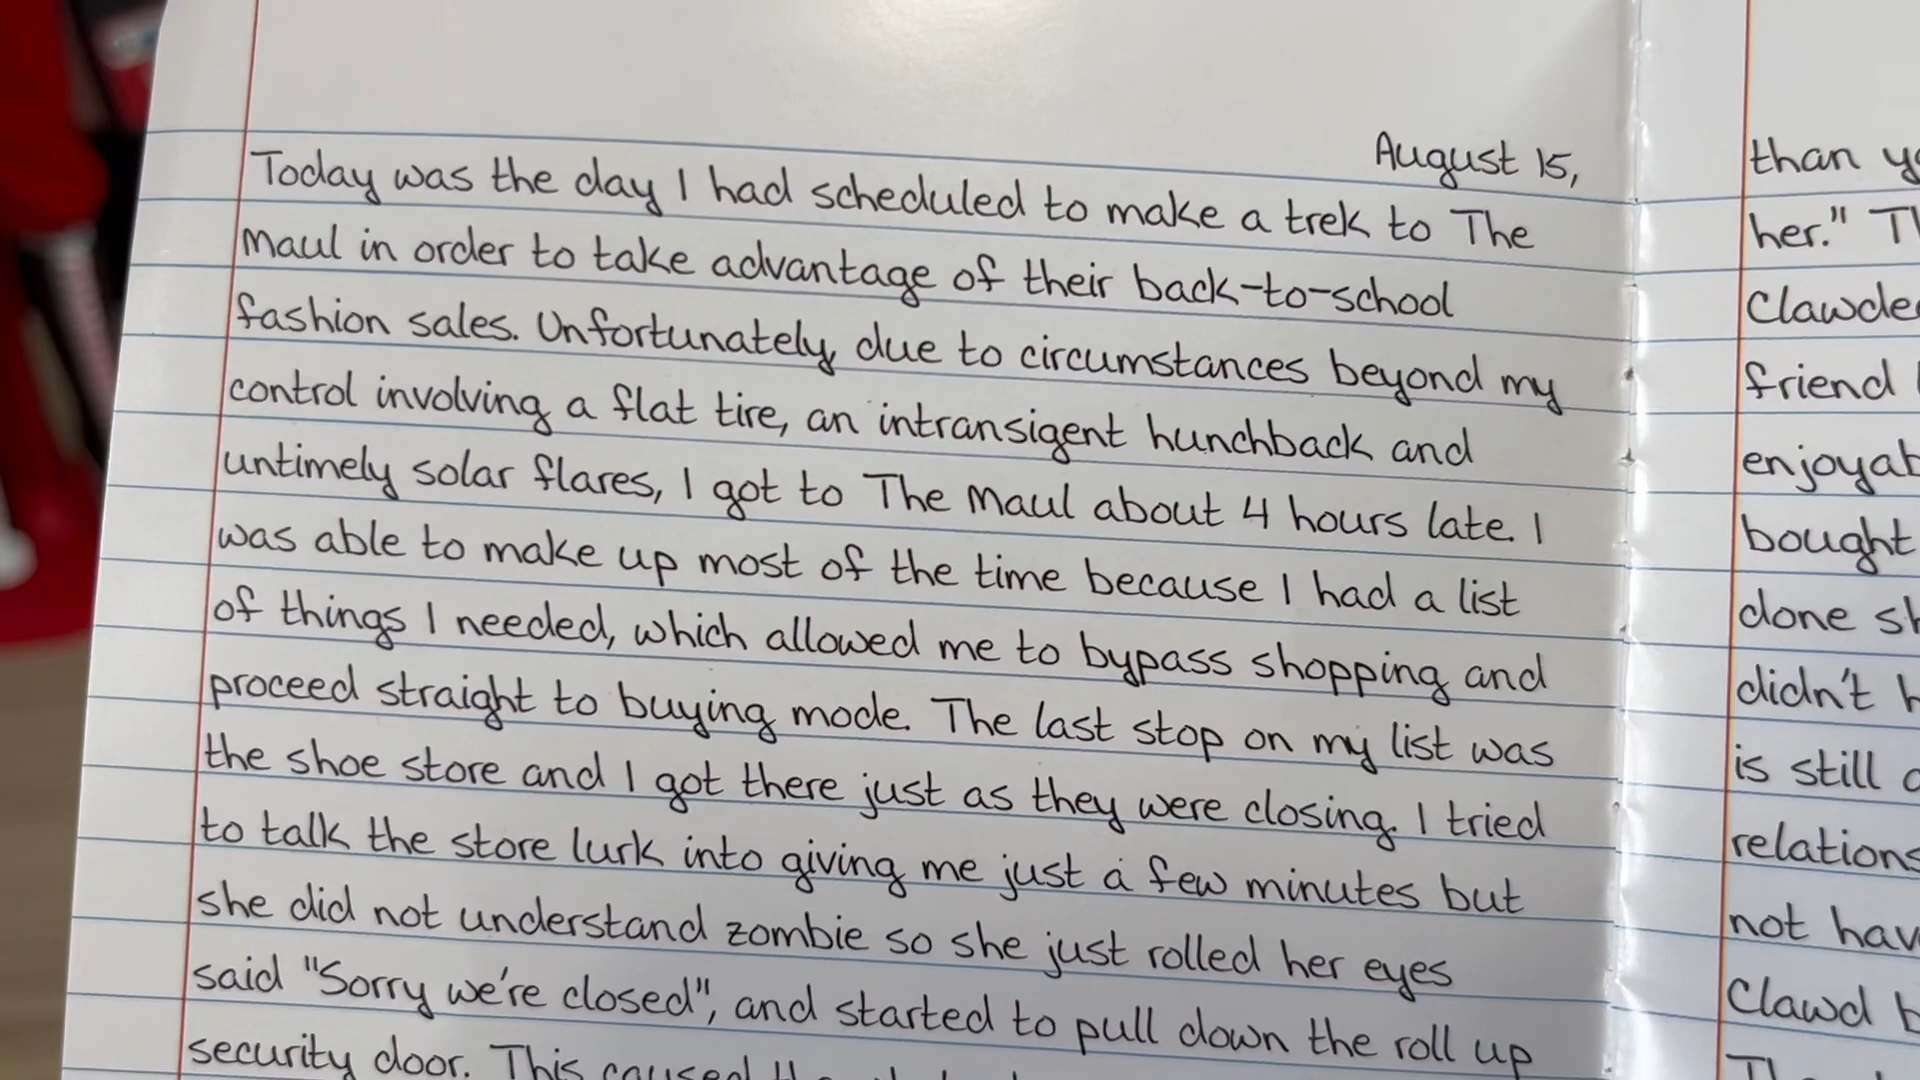 August 15,
Today was the day I had scheduled to make a trek to The
Maul in order to take advantage of their back-to-school
fashion sales. Unfortunately, due to circumstances beyond my
control involving a flat tire, an intransigent hunchback and
untimely solar flares, I got to The Maul about 4 hours late. I
was able to make up most of the time because I had a list
of things I needed, which allowed me to bypass shopping and
proceed straight to buying mode. The last stop on my list was
the shoe store and I got there just as they were closing. I tried
to talk the store lurk into giving me just a few minutes but
she did not understand zombie so she just rolled her eyes
said "Sorry we're closed", and started to pull down the roll up
security door. This caused
than
her."
friend
bought
done
didn't
is still
not
Clawd